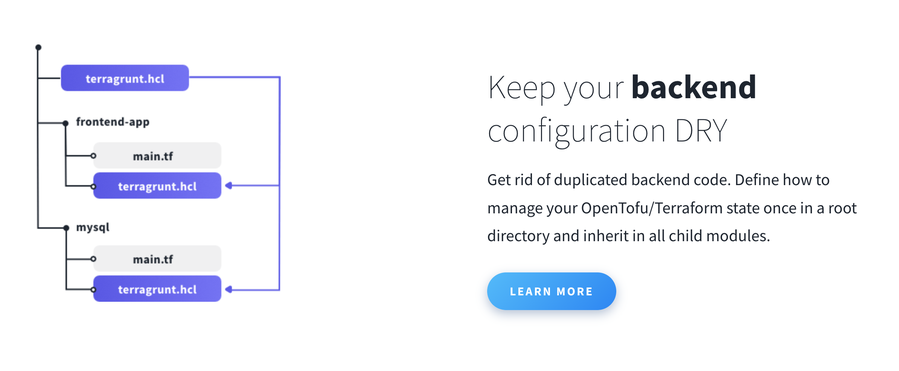 terragrunt.hcl
frontend-app
main.tf
terragrunt.hcl
mysql
main.tf
terragrunt.hcl
Keep your backend
configuration DRY
Get rid of duplicated backend code. Define how to
manage your OpenTofu/Terraform state once in a root
directory and inherit in all child modules.
LEARN MORE